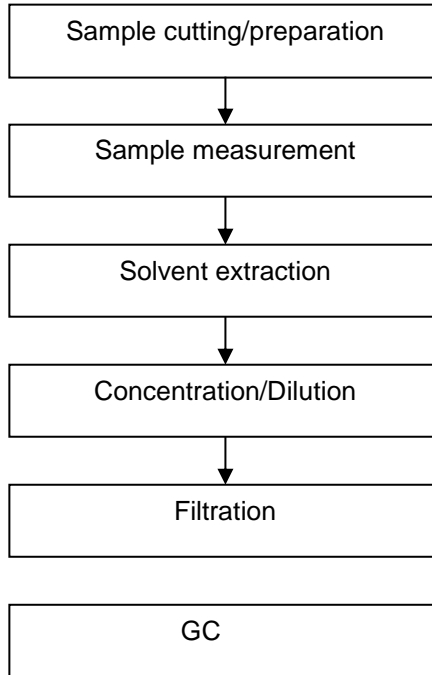 Sample cutting/preparation
Sample measurement
Solvent extraction
Concentration/Dilution
Filtration
GC